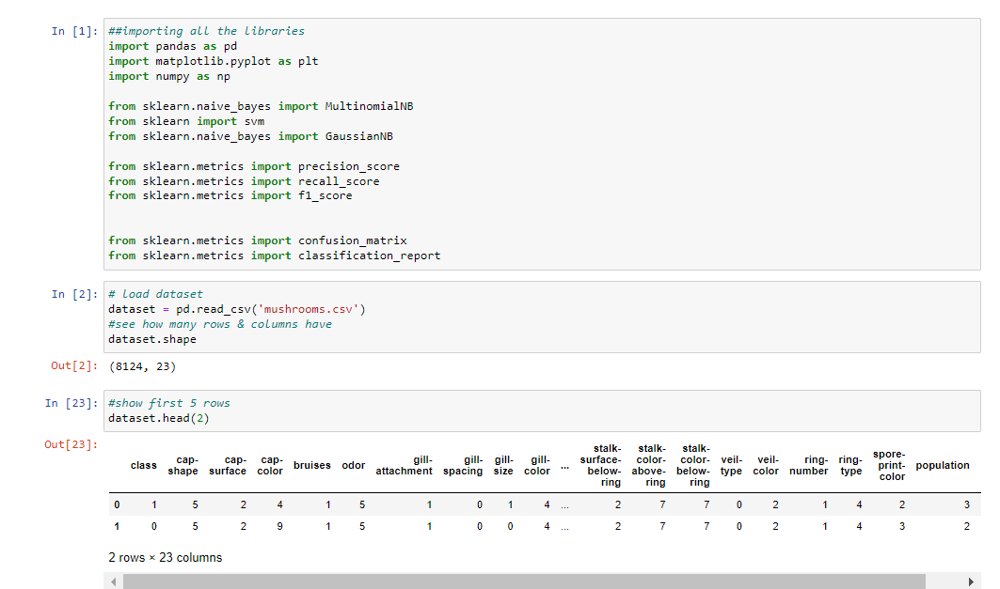 In [1]: ##importing all the libraries
import pandas as pd
import matplotlib.pyplot as plt
import numpy as np
from sklearn.naive_bayes import MultinomialNB
from sklearn import svm
from sklearn.naive_bayes import GaussianNB
from sklearn.metrics import precision_score
from sklearn.metrics import recall_score
from sklearn.metrics import f1_score
from sklearn.metrics import confusion_matrix
from sklearn.metrics import classification_report
In [2]: # load dataset
dataset = pd.read_csv('mushrooms.csv')
#see how many rows & columns have
dataset.shape
Out[2]: (8124, 23)
In [23]: #show first 5 rows
dataset.head(2)
Out[23]:
class cap-shape cap-surface cap-color bruises odor gill-attachment gill-spacing gill-size gill-color ... stalk-surface-below-ring stalk-color-above-ring stalk-color-below-ring veil-type veil-color ring-number ring-type spore-print-color population
0 1 5 2 4 1 5 1 0 1 4 ... 2 7 7 0 2 1 4 2 3
1 0 5 2 9 1 5 1 0 0 4 ... 2 7 7 0 2 1 4 3 2
2 rows × 23 columns